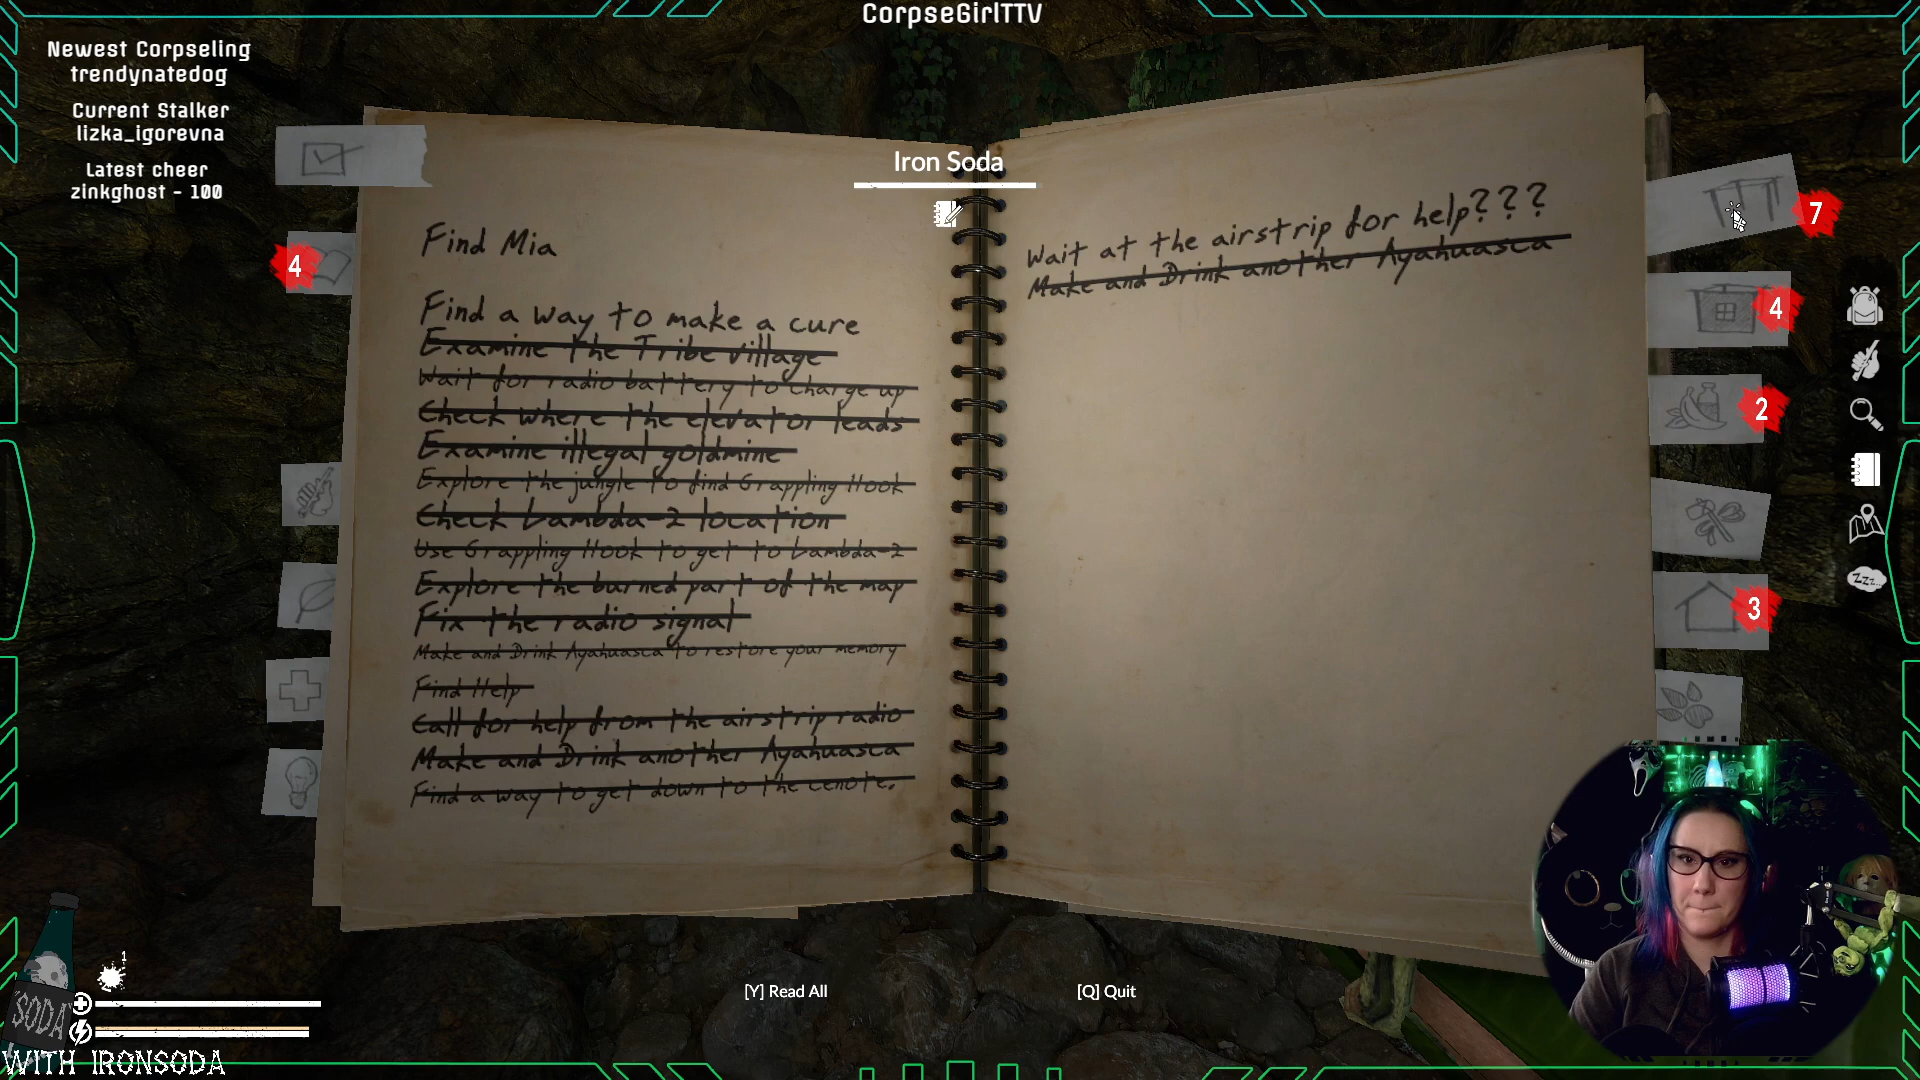 CorpseGirlTTV
Newest Corpseling
trendynatedog
Current Stalker
lizka_igorevna
Latest cheer
zinkghost - 100
Iron Soda
4
Find Mia
Find a way to make a cure
Examine the Tribe village
Wait for radio battery to charge up
Check where the elevator leads
Examine illegal goldmine
Explore the jungle to find Grappling Hook
Check Lambda-2 location
Use Grappling Hook to get to Lambda-2
Explore the burned part of the map
Fix the radio signal
Make and Drink Ayahuasca to restore your memory
Find Help
Call for help from the airstrip radio
Make and Drink another Ayahuasca
Find a way to get down to the cenote.
Wait at the airstrip for help???
Make and Drink another Ayahuasca
7
4
2
3
Zzz...
[Y] Read All
[Q] Quit
1
SODA
WITH IRONSODA